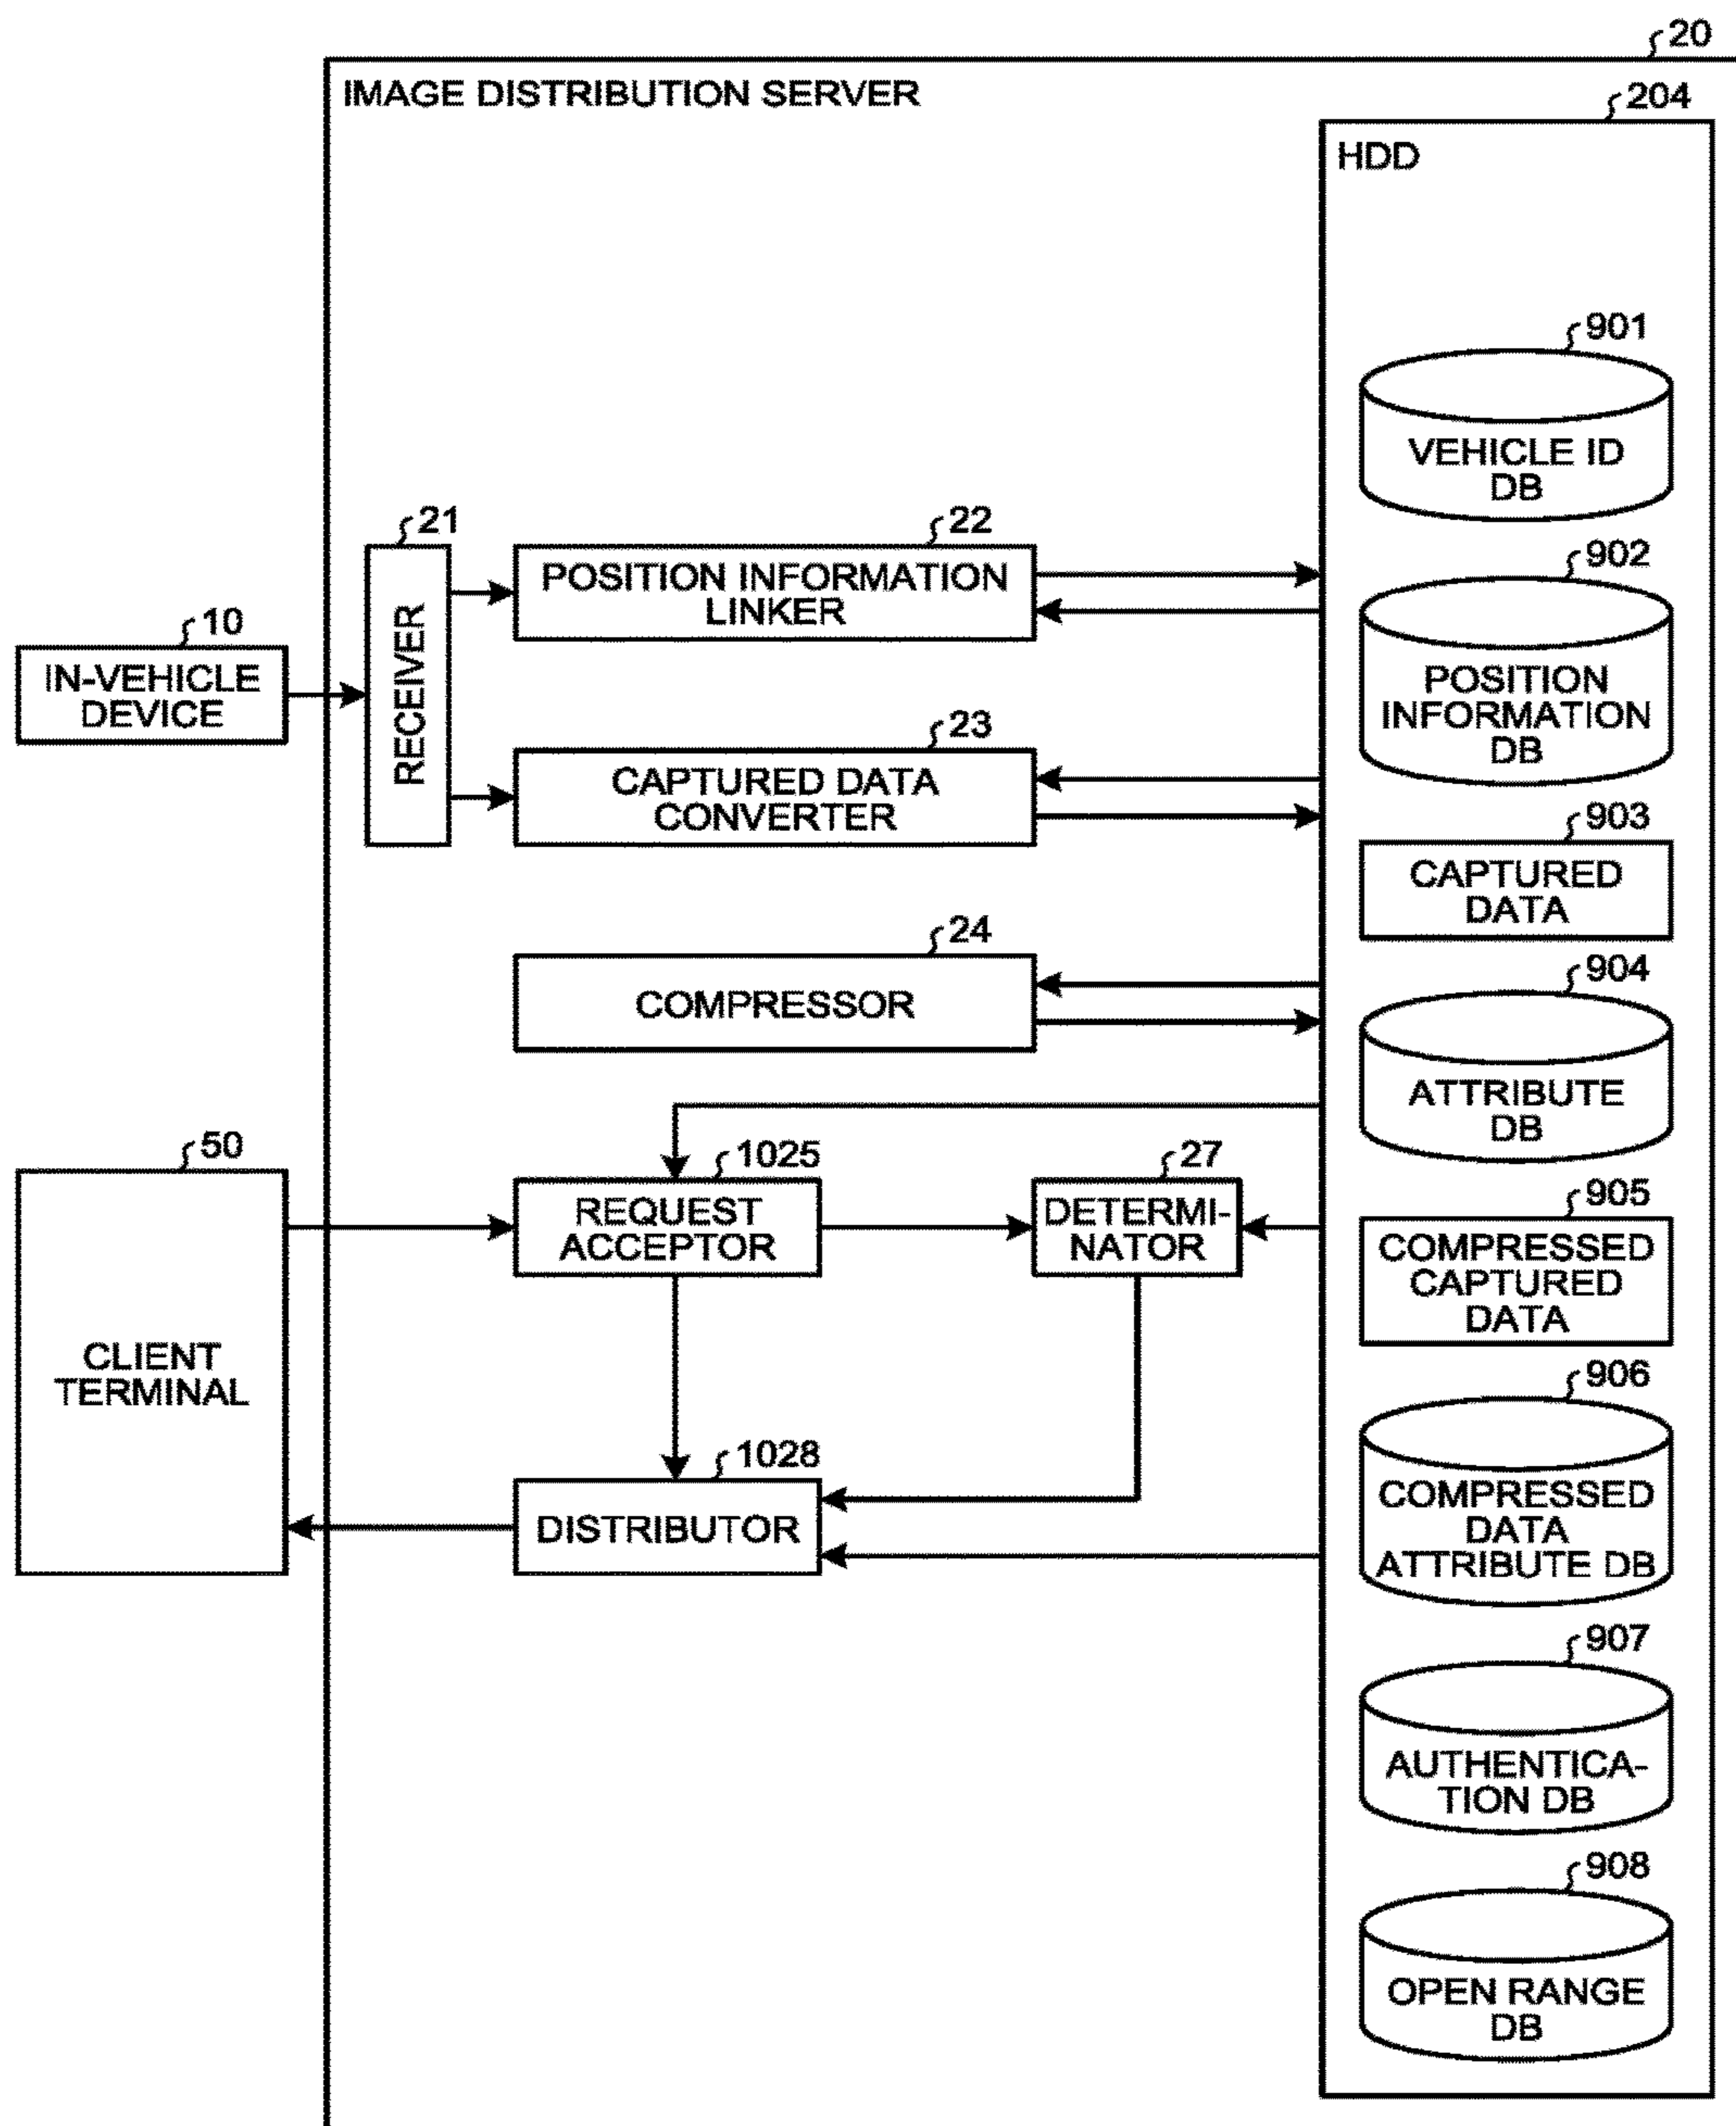 20
IMAGE DISTRIBUTION SERVER
204
HDD
901
VEHICLE ID
DB
21
22
902
RECEIVER
POSITION INFORMATION
LINKER
10
IN-VEHICLE
DEVICE
POSITION
INFORMATION
DB
23
CAPTURED DATA
CONVERTER
903
CAPTURED
DATA
24
COMPRESSOR
904
ATTRIBUTE
DB
50
CLIENT
TERMINAL
1025
REQUEST
ACCEPTOR
27
DETERMI-
NATOR
905
COMPRESSED
CAPTURED
DATA
906
COMPRESSED
DATA
ATTRIBUTE DB
1028
DISTRIBUTOR
907
AUTHENTICA-
TION DB
908
OPEN RANGE
DB